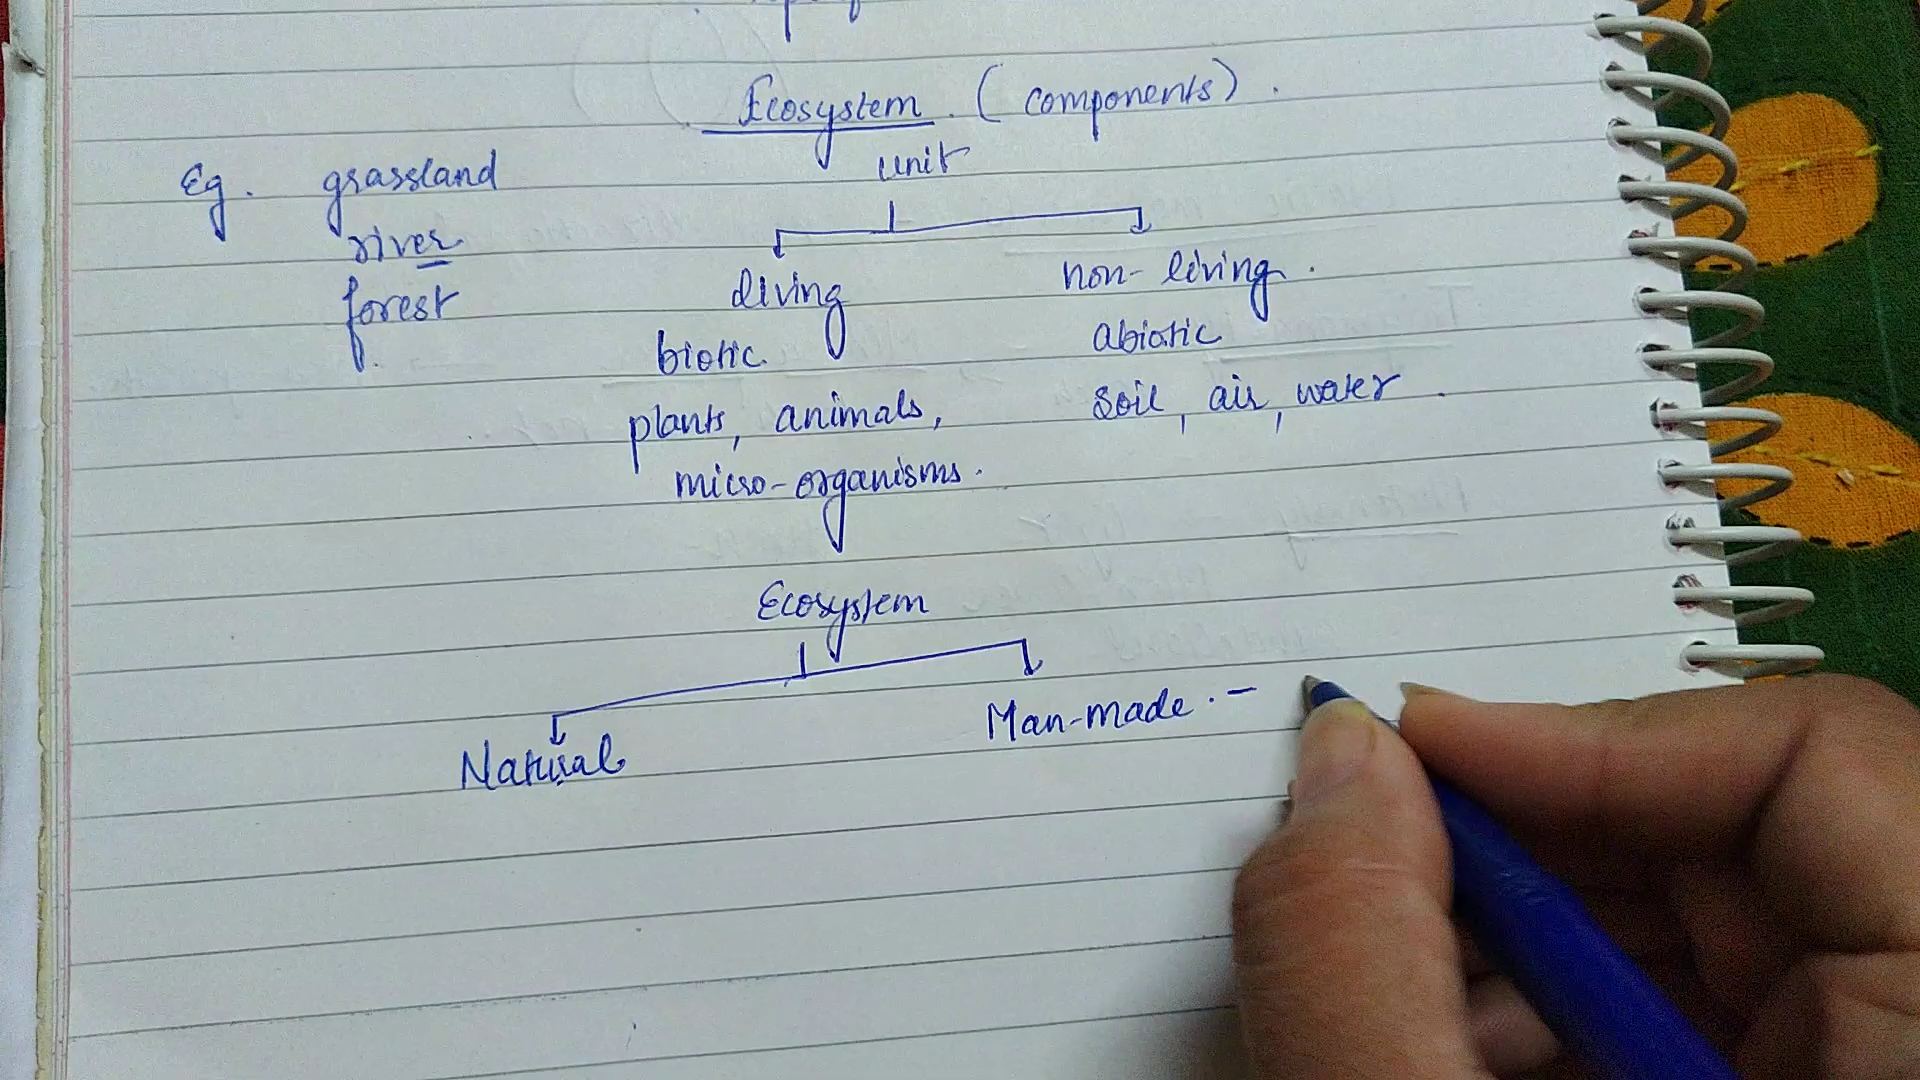 Ecosystem (components).
unit
Eg. grassland
river
forest
living non-living.
biotic. abiotic
plants, animals, soil, air, water.
micro-organisms.
Ecosystem
Natural Man-made. -